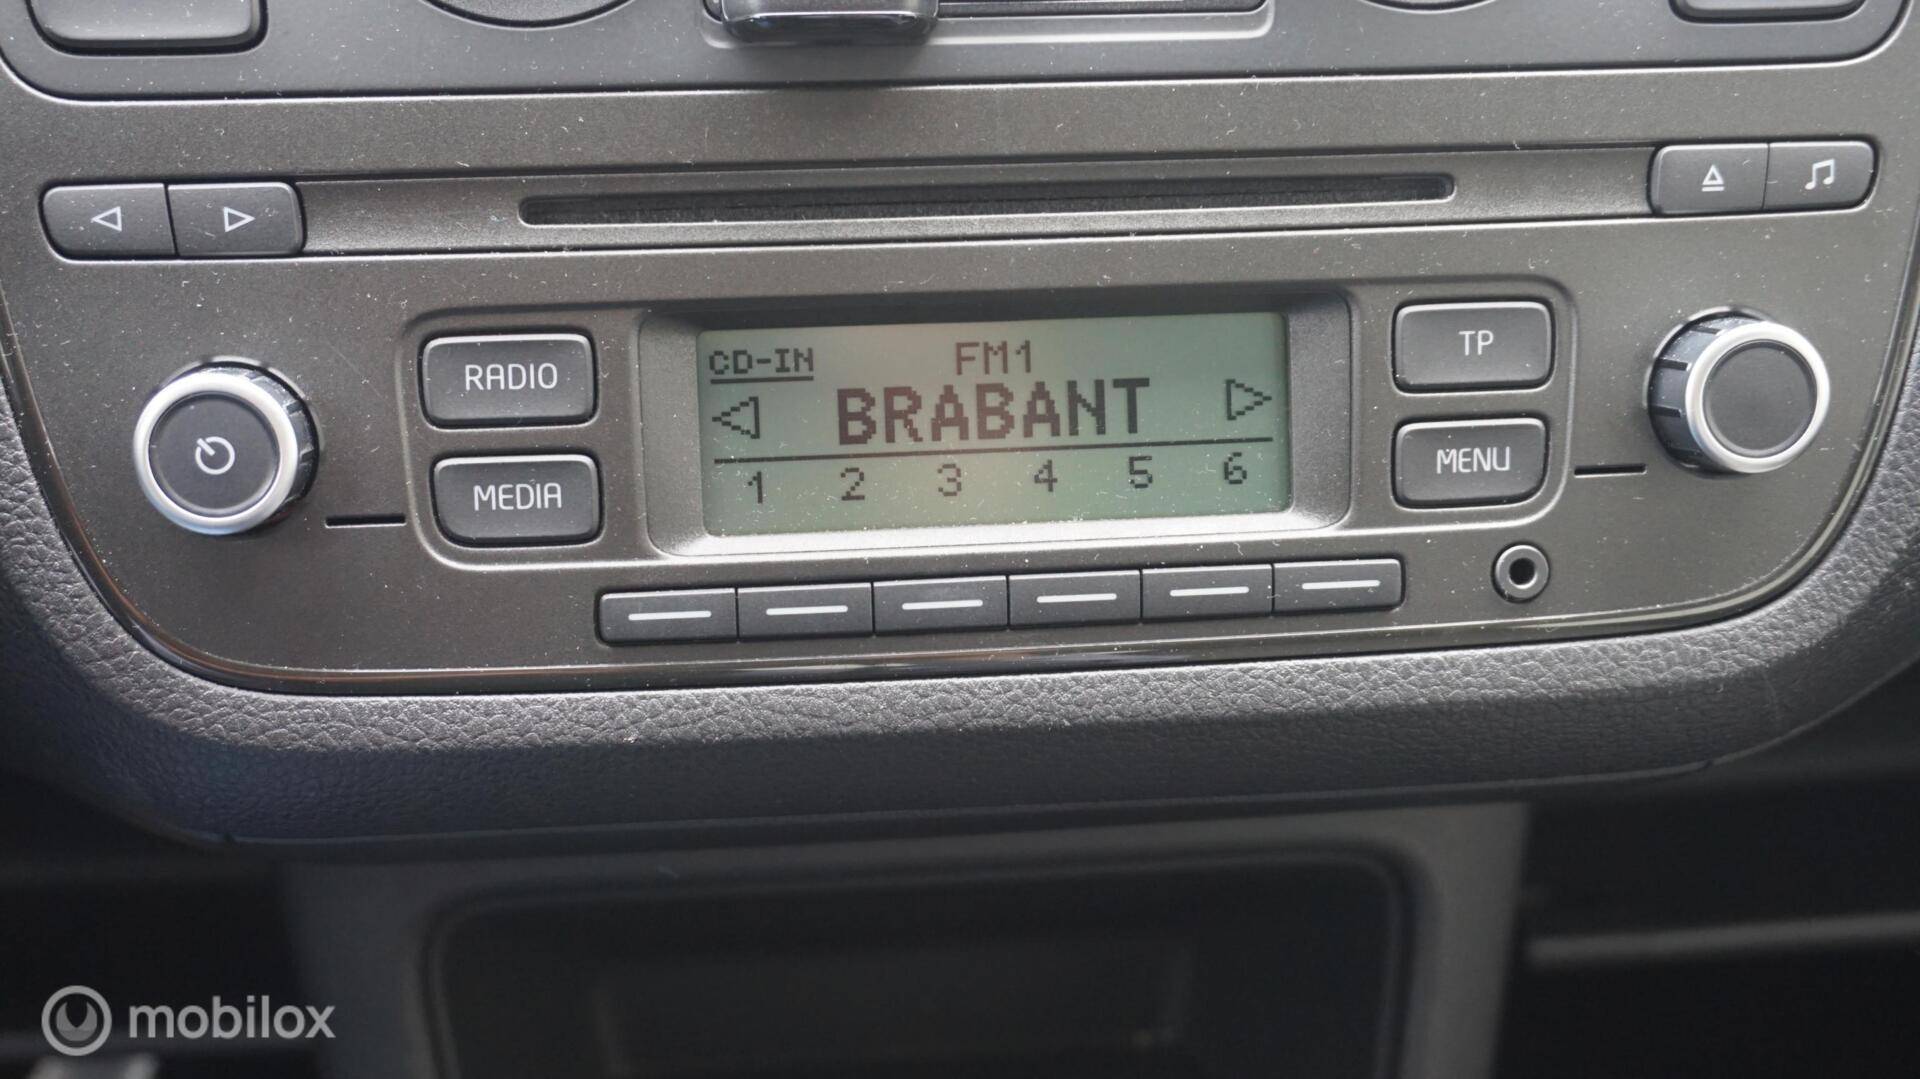 CD-IN FM1
BRABANT
1 2 3 4 5 6
RADIO
MEDIA
TP
MENU
mobilox